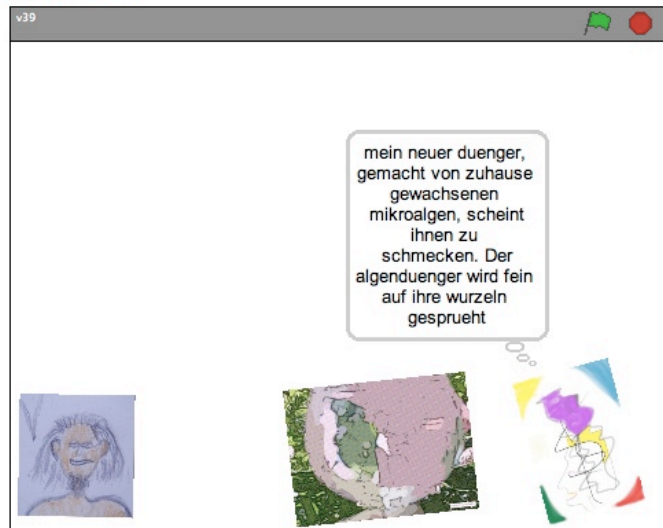 v39
mein neuer duenger,
gemacht von zuhause
gewachsenen
mikroalgen, scheint
ihnen zu
schmecken. Der
algenduenger wird fein
auf ihre wurzeln
gesprueht